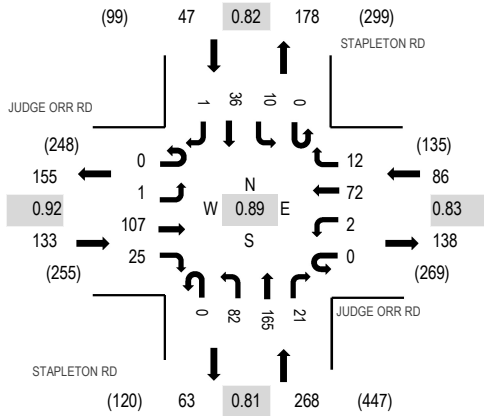 (99) 47 0.82 178 (299)
STAPLETON RD
JUDGE ORR RD
1 36 10 0
(248) 0 12 (135)
155 1 N 72 86
0.92 W 0.89 E 0.83
133 107 S 2 138
(255) 25 0 (269)
0 82 165 21
JUDGE ORR RD
STAPLETON RD
(120) 63 0.81 268 (447)